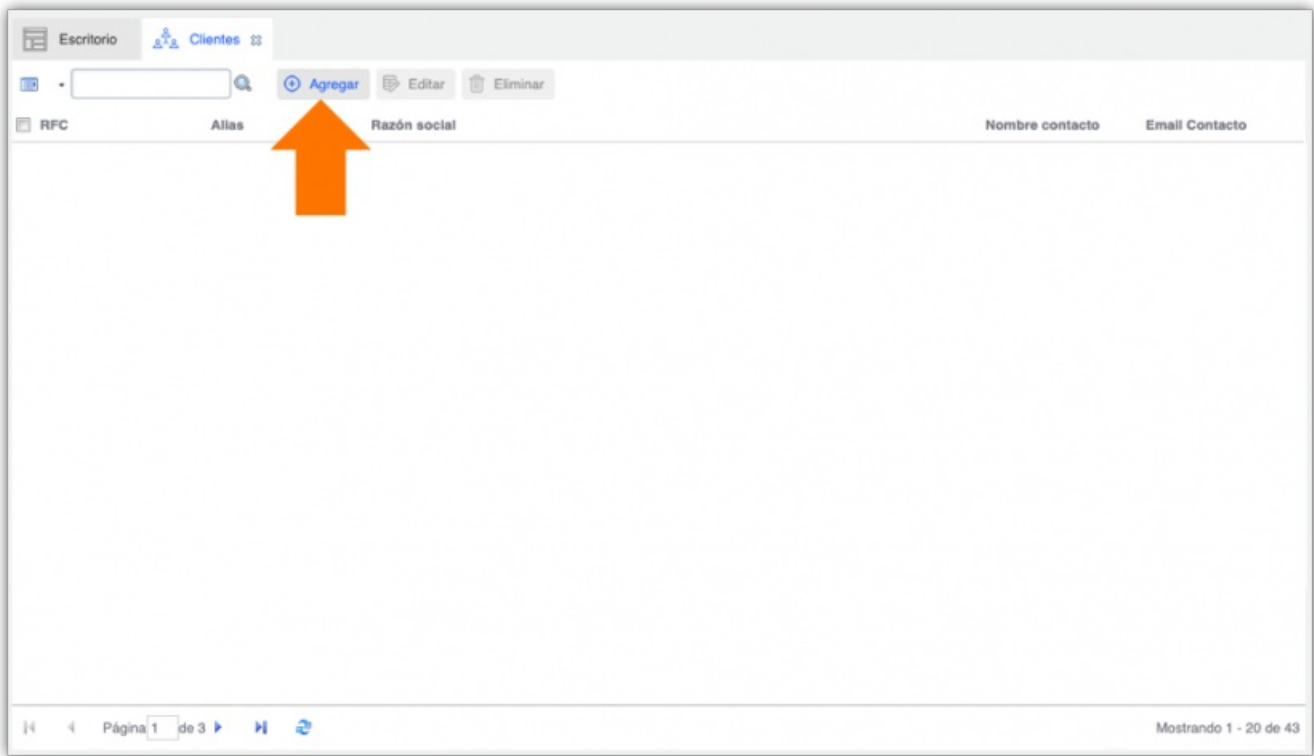 Escritorio Clientes
Agregar Editar Eliminar
RFC Alias Razón social Nombre contacto Email Contacto
Página 1 de 3 Mostrando 1 - 20 de 43